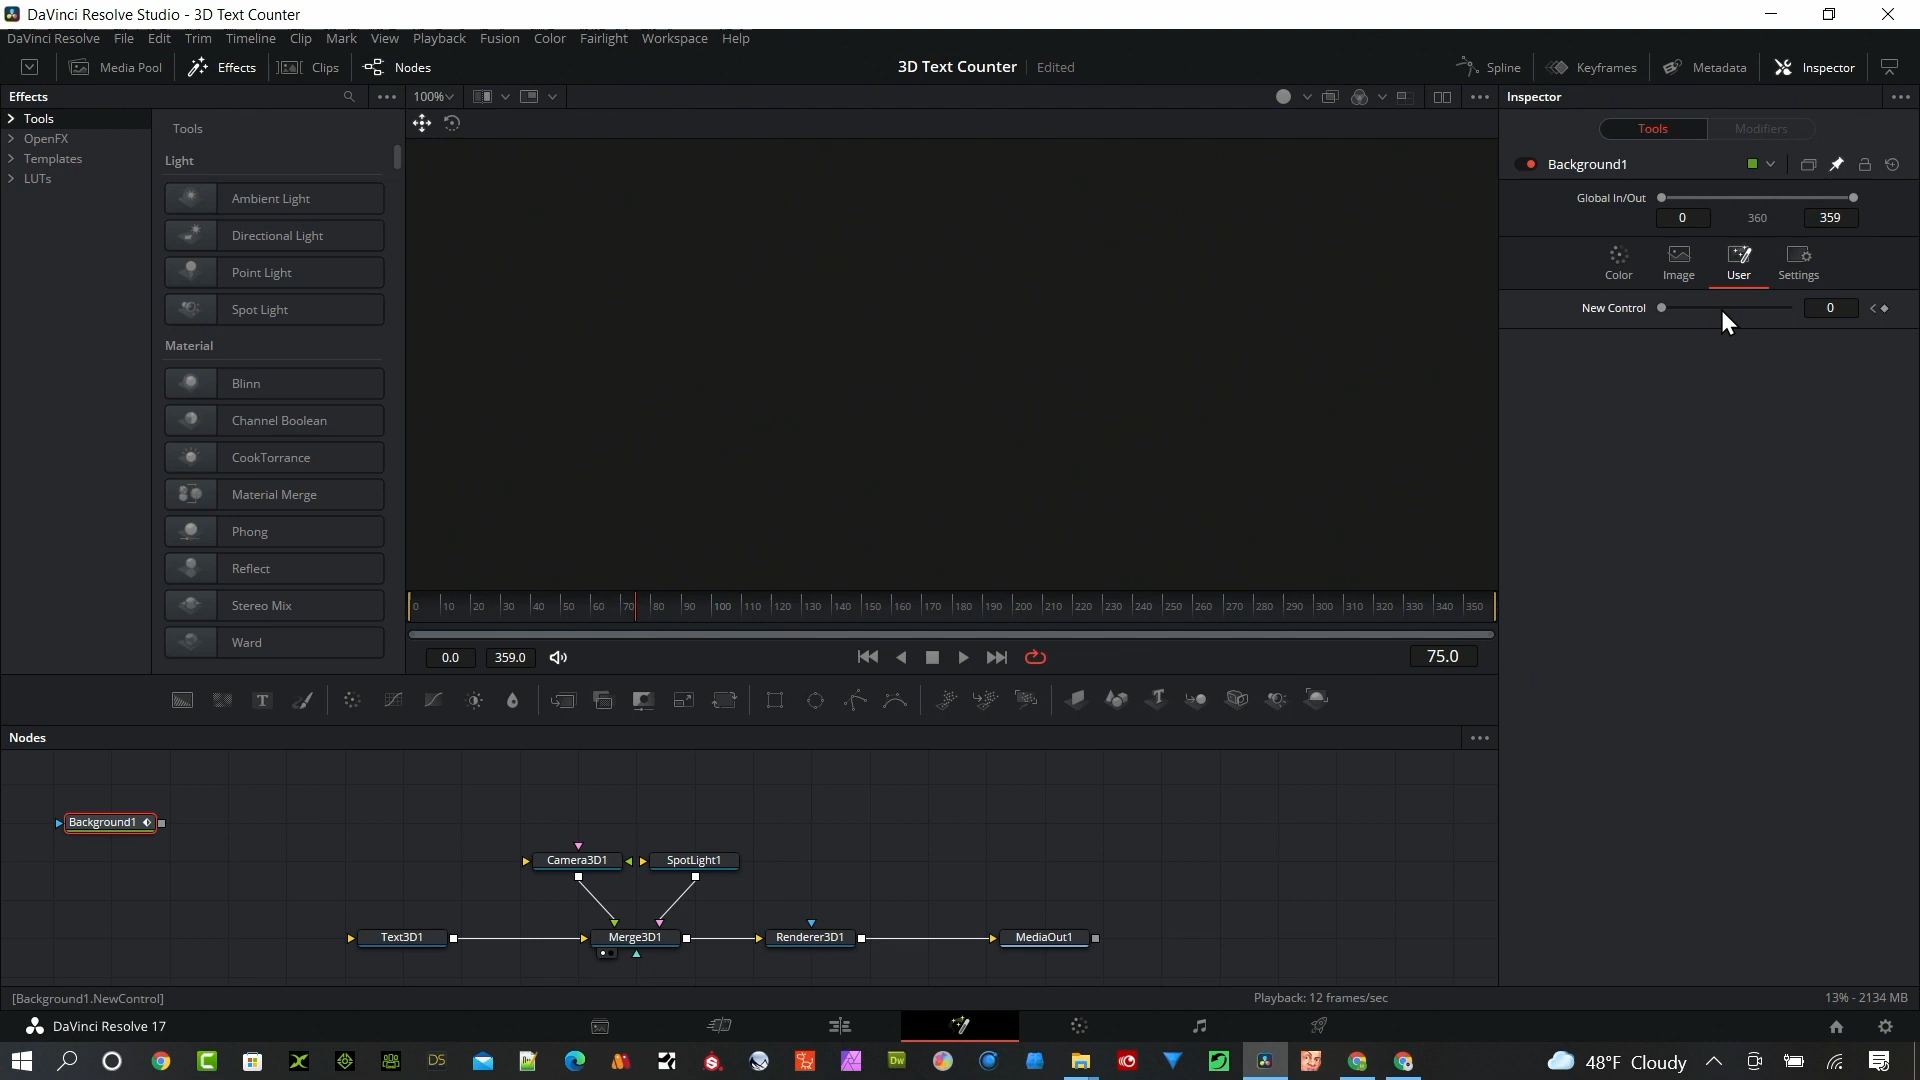 DaVinci Resolve Studio - 3D Text Counter
DaVinci Resolve File Edit Trim Timeline Clip Mark View Playback Fusion Color Fairlight Workspace Help
Media Pool Effects Clips Nodes 3D Text Counter Edited Spline Keyframes Metadata Inspector
Effects 100% Inspector
Tools
OpenFX
Templates
LUTs
Tools
Light
Ambient Light
Directional Light
Point Light
Spot Light
Material
Blinn
Channel Boolean
CookTorrance
Material Merge
Phong
Reflect
Stereo Mix
Ward
Tools Modifiers
Background1
Global In/Out
0 360 359
Color Image User Settings
New Control 0
0 10 20 30 40 50 60 70 80 90 100 110 120 130 140 150 160 170 180 190 200 210 220 230 240 250 260 270 280 290 300 310 320 330 340 350
0.0 359.0 75.0
Nodes
Background1
Camera3D1 SpotLight1
Text3D1 Merge3D1 Renderer3D1 MediaOut1
[Background1.NewControl] Playback: 12 frames/sec 13% - 2134 MB
DaVinci Resolve 17
DS Dw 48°F Cloudy